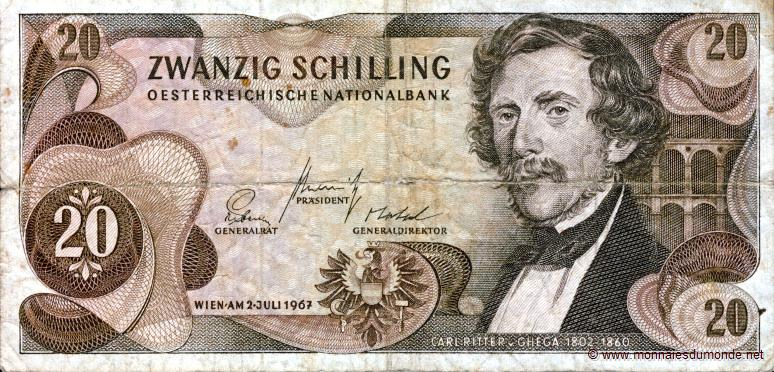 20
20
ZWANZIG SCHILLING
OESTERREICHISCHE NATIONALBANK
PRÄSIDENT
GENERALRAT
GENERALDIREKTOR
20
WIEN·AM 2·JULI 1967
20
CARL RITTER v. GHEGA 1802-1860
© www.monnaiesdumonde.net